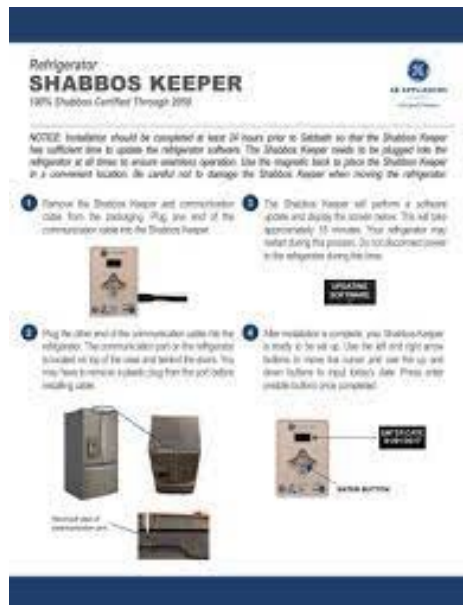 Refrigerator
SHABBOS KEEPER
100% Shabbos Certified Through
GE APPLIANCES
NOTICE: Installation should be completed at least 24 hours prior to Sabbath so that the Shabbos Keeper
has sufficient time to update the refrigerator software. The Shabbos Keeper needs to be plugged into the
refrigerator at all times to ensure seamless operation. Use the magnetic back to place the Shabbos Keeper
in a convenient location. Be careful not to damage the Shabbos Keeper when moving the refrigerator.
1 Remove the Shabbos Keeper and communication
cable from the packaging. Plug one end of the
communication cable into the Shabbos Keeper.
2 Plug the other end of the communication cable into the
refrigerator. The communication port on the refrigerator
is located on top of the case and behind the doors. You
may have to remove a plastic plug from the port before
installing cable.
communication port
3 The Shabbos Keeper will perform a software
update and display the screen below. This will take
approximately 15 minutes. Your refrigerator may
restart during this process. Do not disconnect power
to the refrigerator during this time.
UPDATING
SOFTWARE
4 After installation is complete, your Shabbos Keeper
is ready to be set up. Use the left and right arrow
buttons to move the cursor and use the up and
down buttons to input today's date. Press enter
button once completed.
ENTER DATE
ENTER BUTTON